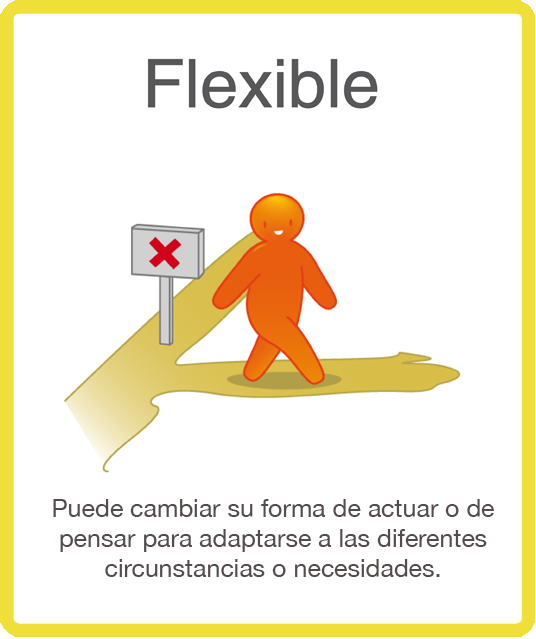 Flexible
Puede cambiar su forma de actuar o de
pensar para adaptarse a las diferentes
circunstancias o necesidades.